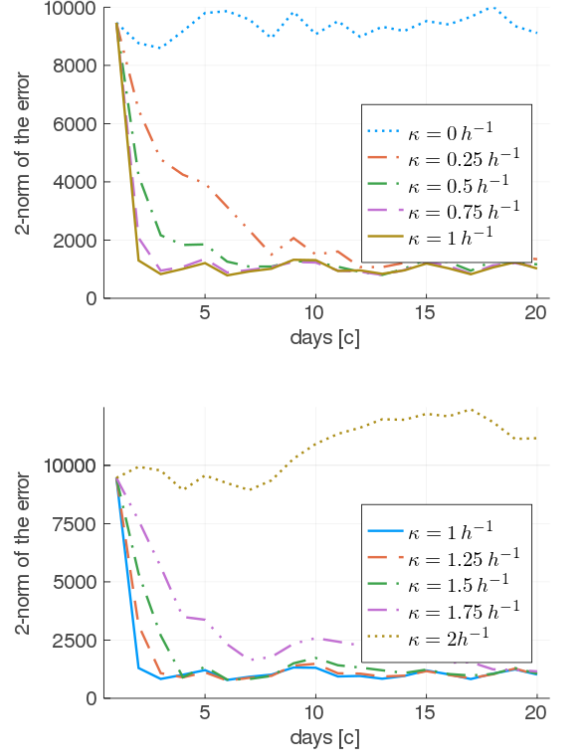 10000
8000
6000
4000
2000
0
2-norm of the error
κ = 0 h⁻¹
κ = 0.25 h⁻¹
κ = 0.5 h⁻¹
κ = 0.75 h⁻¹
κ = 1 h⁻¹
5 10 15 20
days [c]
10000
7500
5000
2500
0
2-norm of the error
κ = 1 h⁻¹
κ = 1.25 h⁻¹
κ = 1.5 h⁻¹
κ = 1.75 h⁻¹
κ = 2h⁻¹
5 10 15 20
days [c]